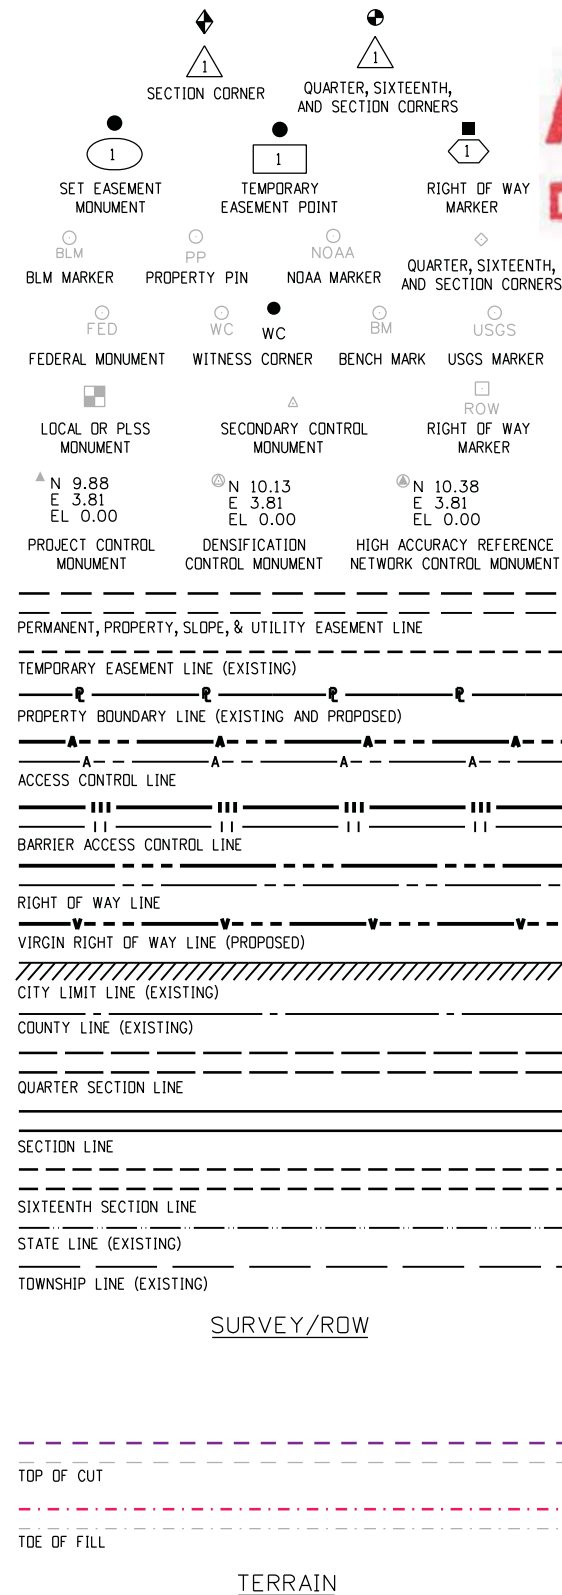 1
1
SECTION CORNER
QUARTER, SIXTEENTH,
AND SECTION CORNERS
1
1
1
SET EASEMENT
MONUMENT
TEMPORARY
EASEMENT POINT
RIGHT OF WAY
MARKER
BLM
PP
NOAA
BLM MARKER
PROPERTY PIN
NOAA MARKER
QUARTER, SIXTEENTH,
AND SECTION CORNERS
FED
WC
WC
BM
USGS
FEDERAL MONUMENT
WITNESS CORNER
BENCH MARK
USGS MARKER
ROW
LOCAL OR PLSS
MONUMENT
SECONDARY CONTROL
MONUMENT
RIGHT OF WAY
MARKER
N 9.88
E 3.81
EL 0.00
N 10.13
E 3.81
EL 0.00
N 10.38
E 3.81
EL 0.00
PROJECT CONTROL
MONUMENT
DENSIFICATION
CONTROL MONUMENT
HIGH ACCURACY REFERENCE
NETWORK CONTROL MONUMENT
PERMANENT, PROPERTY, SLOPE, & UTILITY EASEMENT LINE
TEMPORARY EASEMENT LINE (EXISTING)
PL PL PL PL
PROPERTY BOUNDARY LINE (EXISTING AND PROPOSED)
A A A A
A A A A
ACCESS CONTROL LINE
BARRIER ACCESS CONTROL LINE
RIGHT OF WAY LINE
V V V V
VIRGIN RIGHT OF WAY LINE (PROPOSED)
CITY LIMIT LINE (EXISTING)
COUNTY LINE (EXISTING)
QUARTER SECTION LINE
SECTION LINE
SIXTEENTH SECTION LINE
STATE LINE (EXISTING)
TOWNSHIP LINE (EXISTING)
SURVEY/ROW
TOP OF CUT
TOE OF FILL
TERRAIN